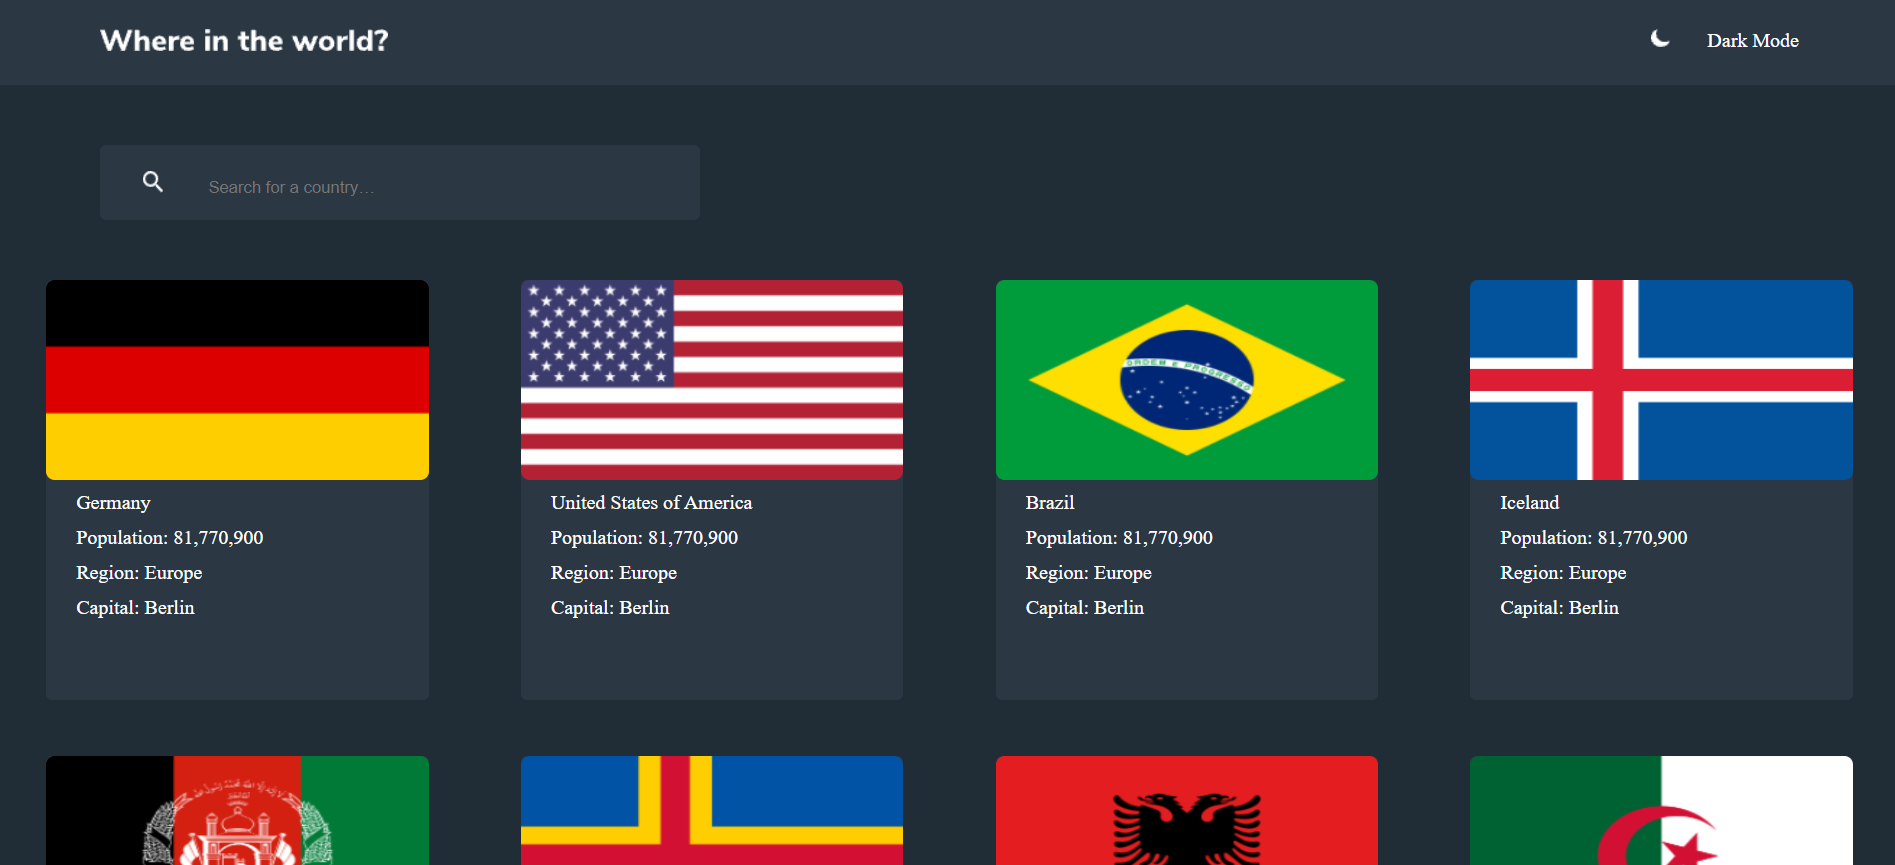 Where in the world?
Dark Mode
Search for a country…
ORDEM E PROGRESSO
Germany
Population: 81,770,900
Region: Europe
Capital: Berlin
United States of America
Population: 81,770,900
Region: Europe
Capital: Berlin
Brazil
Population: 81,770,900
Region: Europe
Capital: Berlin
Iceland
Population: 81,770,900
Region: Europe
Capital: Berlin